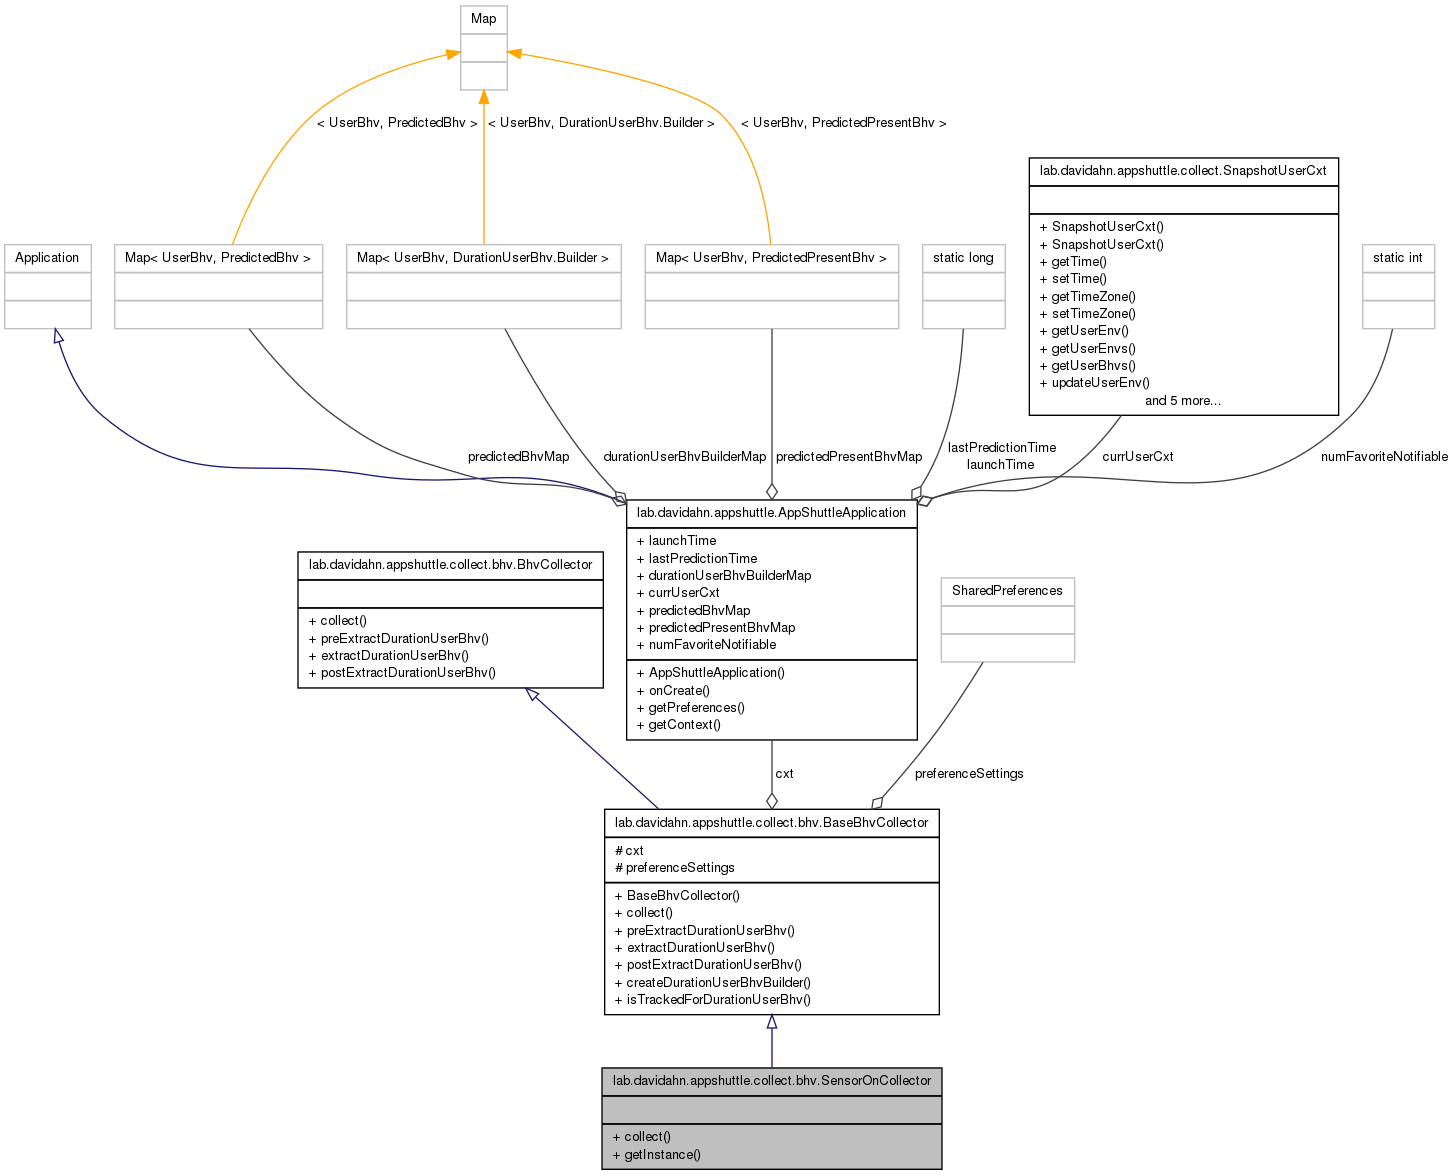 Map
< UserBhv, PredictedBhv >
< UserBhv, DurationUserBhv.Builder >
< UserBhv, PredictedPresentBhv >
lab.davidahn.appshuttle.collect.SnapshotUserCxt
+ SnapshotUserCxt()
+ SnapshotUserCxt()
+ getTime()
+ setTime()
+ getTimeZone()
+ setTimeZone()
+ getUserEnv()
+ getUserEnvs()
+ getUserBhvs()
+ updateUserEnv()
and 5 more...
Application
Map< UserBhv, PredictedBhv >
Map< UserBhv, DurationUserBhv.Builder >
Map< UserBhv, PredictedPresentBhv >
static long
static int
predictedBhvMap
durationUserBhvBuilderMap
predictedPresentBhvMap
lastPredictionTime
launchTime
currUserCxt
numFavoriteNotifiable
lab.davidahn.appshuttle.AppShuttleApplication
+ launchTime
+ lastPredictionTime
+ durationUserBhvBuilderMap
+ currUserCxt
+ predictedBhvMap
+ predictedPresentBhvMap
+ numFavoriteNotifiable
+ AppShuttleApplication()
+ onCreate()
+ getPreferences()
+ getContext()
lab.davidahn.appshuttle.collect.bhv.BhvCollector
+ collect()
+ preExtractDurationUserBhv()
+ extractDurationUserBhv()
+ postExtractDurationUserBhv()
SharedPreferences
cxt
preferenceSettings
lab.davidahn.appshuttle.collect.bhv.BaseBhvCollector
# cxt
# preferenceSettings
+ BaseBhvCollector()
+ collect()
+ preExtractDurationUserBhv()
+ extractDurationUserBhv()
+ postExtractDurationUserBhv()
+ createDurationUserBhvBuilder()
+ isTrackedForDurationUserBhv()
lab.davidahn.appshuttle.collect.bhv.SensorOnCollector
+ collect()
+ getInstance()